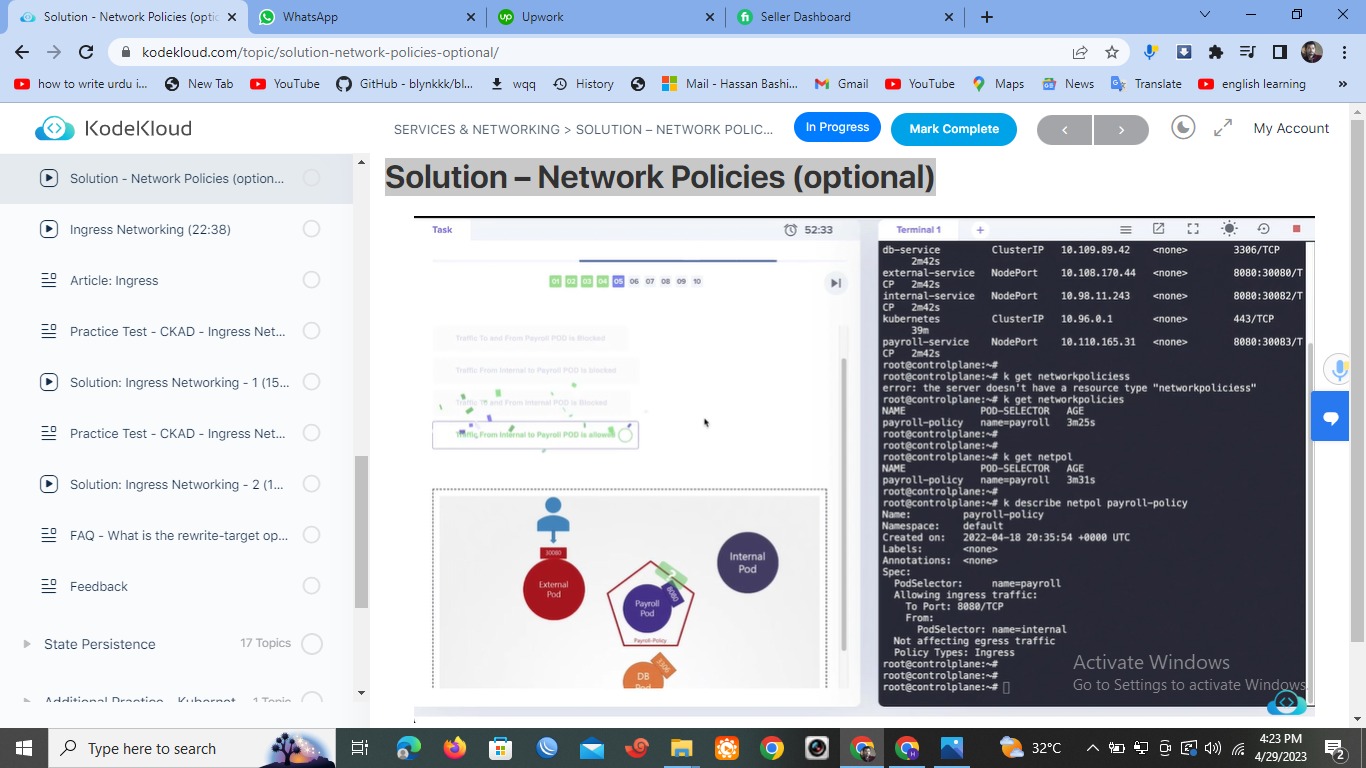 Solution - Network Policies (optic
WhatsApp
Upwork
Seller Dashboard
kodekloud.com/topic/solution-network-policies-optional/
how to write urdu i...
New Tab
YouTube
GitHub - blynkkk/bl...
wqq
History
Mail - Hassan Bashi...
Gmail
YouTube
Maps
News
Translate
english learning
KodeKloud
SERVICES & NETWORKING > SOLUTION – NETWORK POLIC...
In Progress
Mark Complete
My Account
Solution - Network Policies (option...
Ingress Networking (22:38)
Article: Ingress
Practice Test - CKAD - Ingress Net...
Solution: Ingress Networking - 1 (15...
Practice Test - CKAD - Ingress Net...
Solution: Ingress Networking - 2 (1...
FAQ - What is the rewrite-target op...
Feedback
State Persistence
17 Topics
Additional Practice - Kubernet
1 Topic
Solution – Network Policies (optional)
Task
52:33
01 02 03 04 05 06 07 08 09 10
Traffic To and From Payroll POD is Blocked
Traffic From Internal to Payroll POD is blocked
Traffic To and From Internal POD is Blocked
Traffic From Internal to Payroll POD is allowed
30080
External
Pod
Internal
Pod
8080
Payroll
Pod
Payroll-Policy
3306
DB
Pod
Terminal 1
db-service ClusterIP 10.109.89.42 <none> 3306/TCP
2m42s
external-service NodePort 10.108.170.44 <none> 8080:30080/T
CP 2m42s
internal-service NodePort 10.98.11.243 <none> 8080:30082/T
CP 2m42s
kubernetes ClusterIP 10.96.0.1 <none> 443/TCP
39m
payroll-service NodePort 10.110.165.31 <none> 8080:30083/T
CP 2m42s
root@controlplane:~#
root@controlplane:~# k get networkpoliciess
error: the server doesn't have a resource type "networkpoliciess"
root@controlplane:~# k get networkpolicies
NAME POD-SELECTOR AGE
payroll-policy name=payroll 3m25s
root@controlplane:~#
root@controlplane:~#
root@controlplane:~# k get netpol
NAME POD-SELECTOR AGE
payroll-policy name=payroll 3m31s
root@controlplane:~#
root@controlplane:~# k describe netpol payroll-policy
Name: payroll-policy
Namespace: default
Created on: 2022-04-18 20:35:54 +0000 UTC
Labels: <none>
Annotations: <none>
Spec:
PodSelector: name=payroll
Allowing ingress traffic:
To Port: 8080/TCP
From:
PodSelector: name=internal
Not affecting egress traffic
Policy Types: Ingress
root@controlplane:~#
root@controlplane:~#
root@controlplane:~#
Activate Windows
Go to Settings to activate Windows.
Type here to search
32°C
4:23 PM
4/29/2023
2